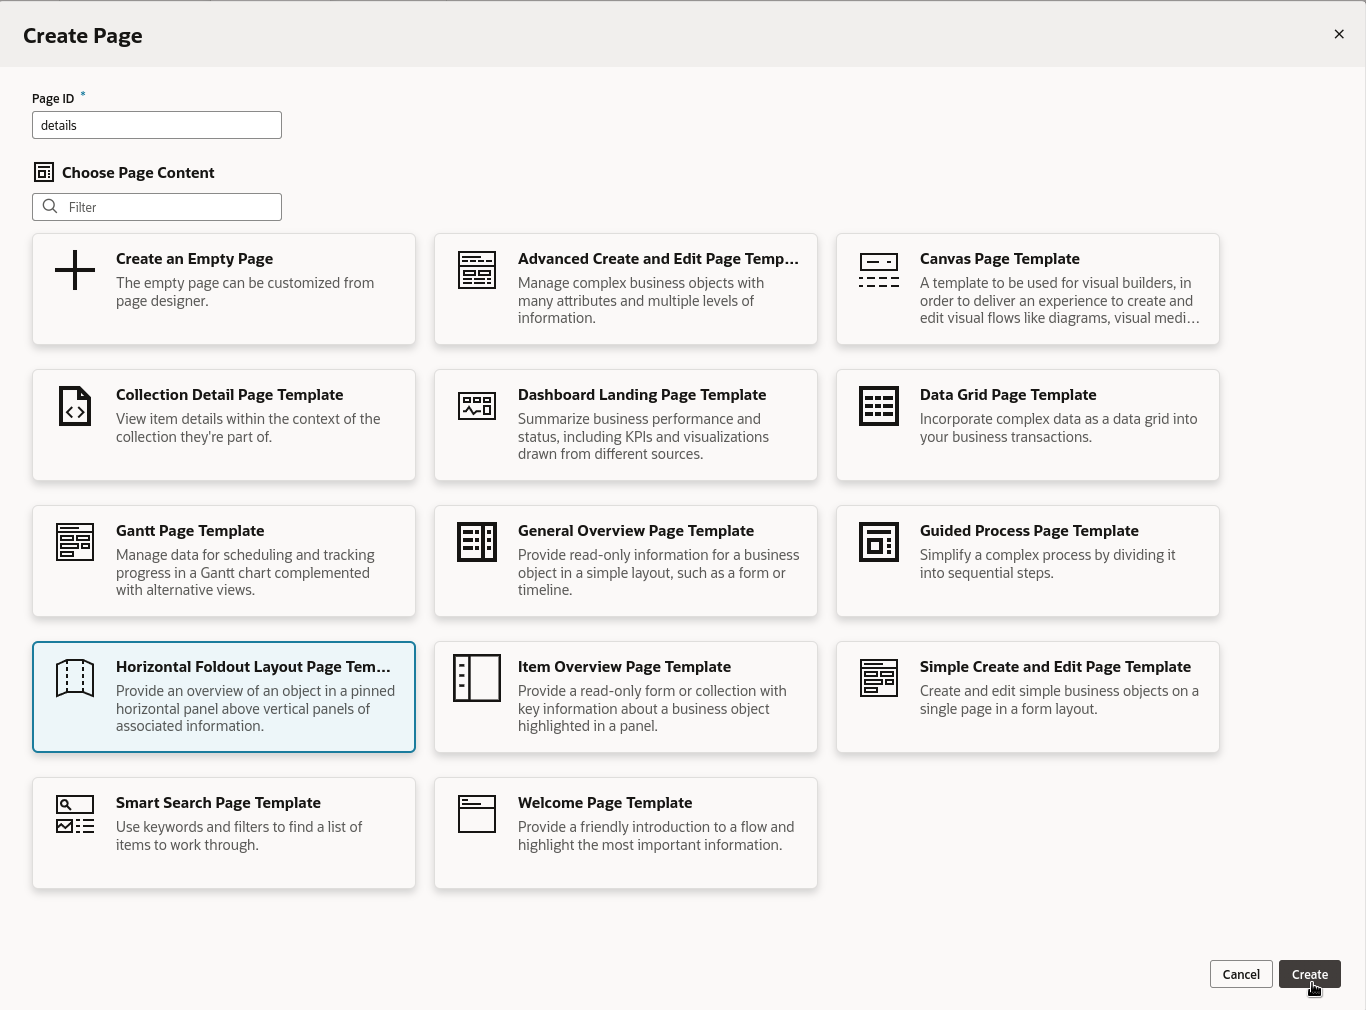 Create Page
×
Page ID *
details
Choose Page Content
Filter
Create an Empty Page
The empty page can be customized from
page designer.
Advanced Create and Edit Page Temp...
Manage complex business objects with
many attributes and multiple levels of
information.
Canvas Page Template
A template to be used for visual builders, in
order to deliver an experience to create and
edit visual flows like diagrams, visual medi...
Collection Detail Page Template
View item details within the context of the
collection they're part of.
Dashboard Landing Page Template
Summarize business performance and
status, including KPIs and visualizations
drawn from different sources.
Data Grid Page Template
Incorporate complex data as a data grid into
your business transactions.
Gantt Page Template
Manage data for scheduling and tracking
progress in a Gantt chart complemented
with alternative views.
General Overview Page Template
Provide read-only information for a business
object in a simple layout, such as a form or
timeline.
Guided Process Page Template
Simplify a complex process by dividing it
into sequential steps.
Horizontal Foldout Layout Page Tem...
Provide an overview of an object in a pinned
horizontal panel above vertical panels of
associated information.
Item Overview Page Template
Provide a read-only form or collection with
key information about a business object
highlighted in a panel.
Simple Create and Edit Page Template
Create and edit simple business objects on a
single page in a form layout.
Smart Search Page Template
Use keywords and filters to find a list of
items to work through.
Welcome Page Template
Provide a friendly introduction to a flow and
highlight the most important information.
Cancel
Create